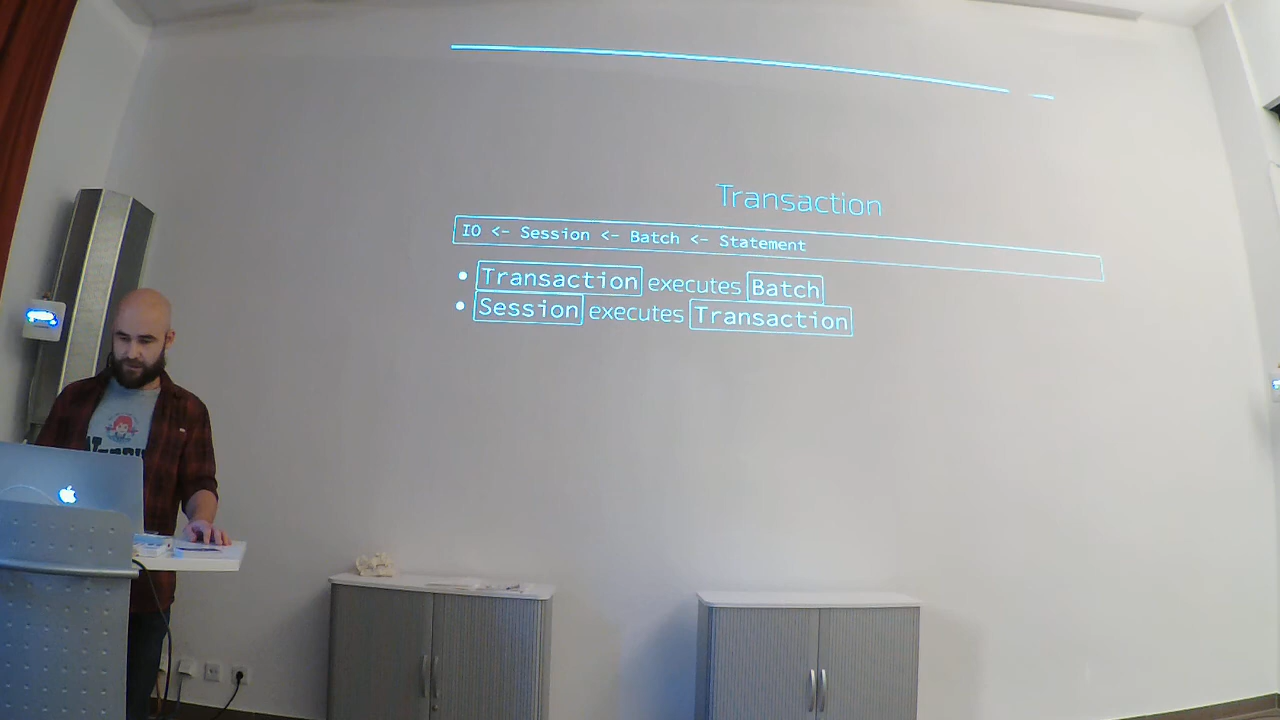 Transaction
IO <- Session <- Batch <- Statement
• Transaction executes Batch
• Session executes Transaction